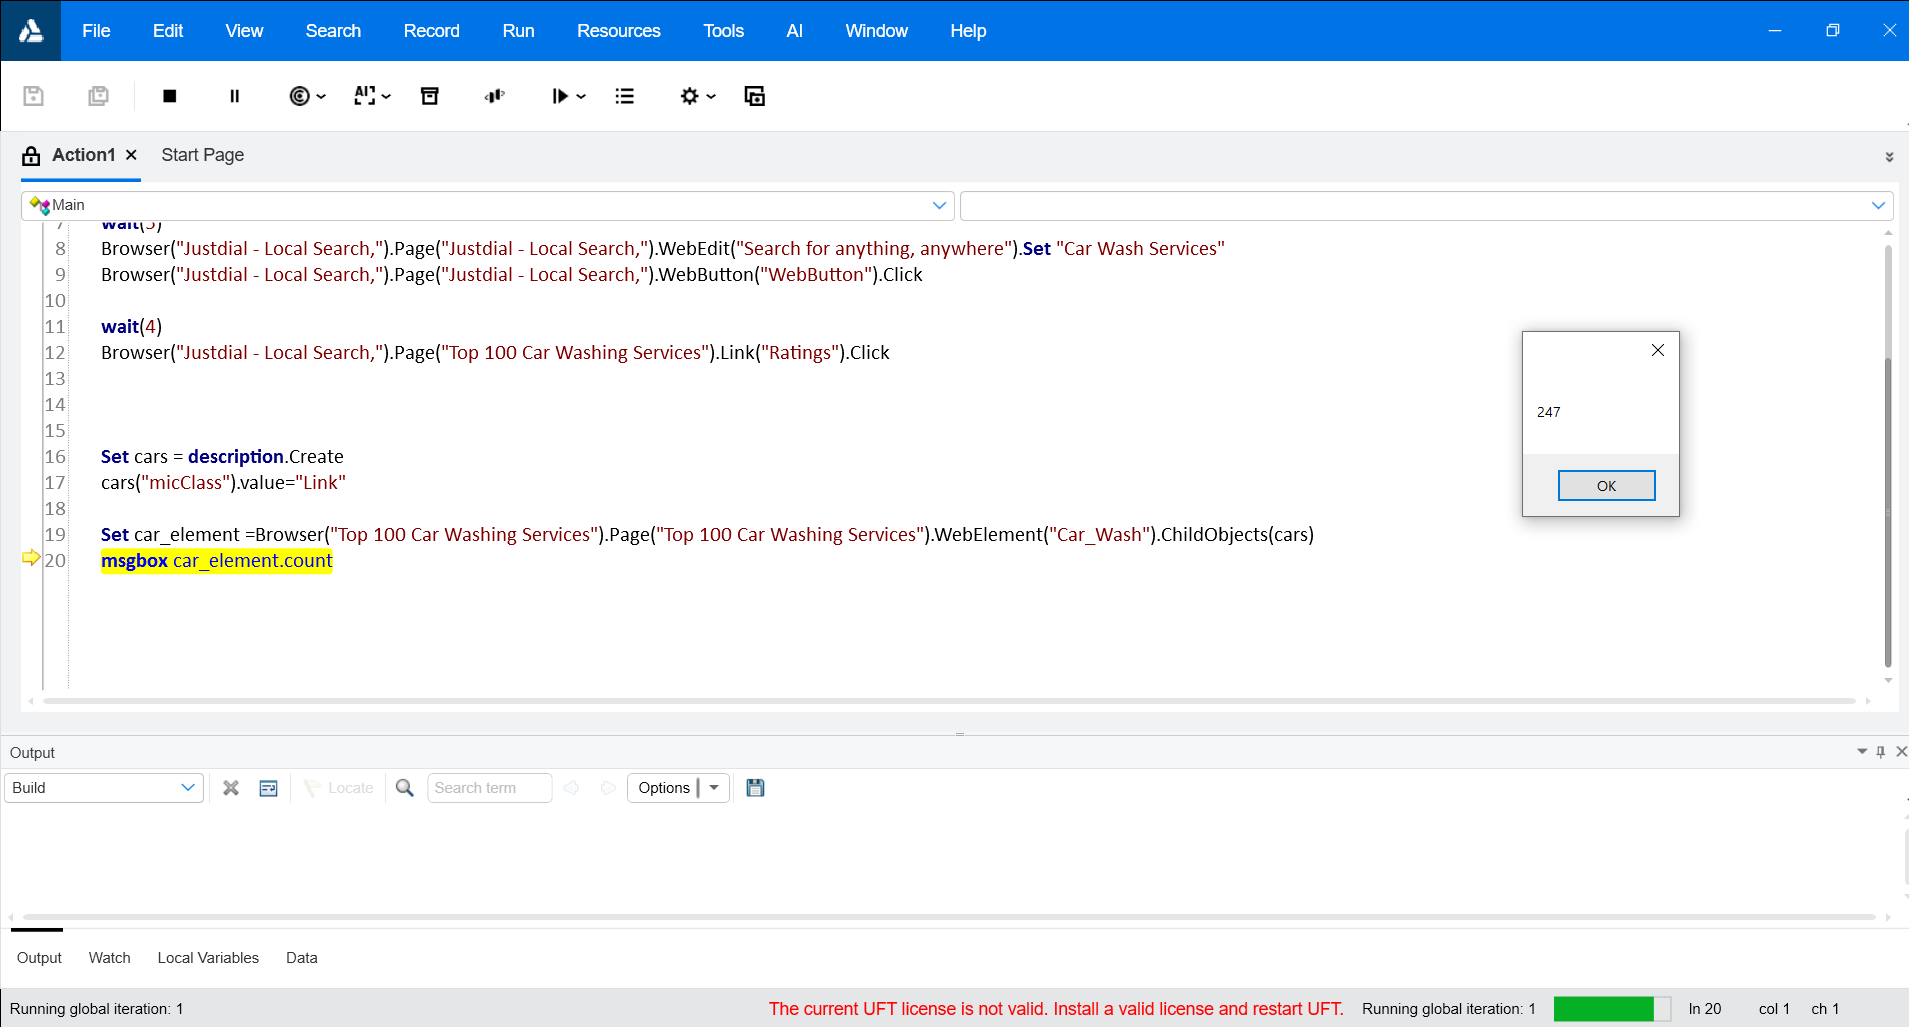 File Edit View Search Record Run Resources Tools AI Window Help
AI
Action1 Start Page
Main
7 wait(3)
8 Browser("Justdial - Local Search,").Page("Justdial - Local Search,").WebEdit("Search for anything, anywhere").Set "Car Wash Services"
9 Browser("Justdial - Local Search,").Page("Justdial - Local Search,").WebButton("WebButton").Click
10
11 wait(4)
12 Browser("Justdial - Local Search,").Page("Top 100 Car Washing Services").Link("Ratings").Click
13
14
15
16 Set cars = description.Create
17 cars("micClass").value="Link"
18
19 Set car_element =Browser("Top 100 Car Washing Services").Page("Top 100 Car Washing Services").WebElement("Car_Wash").ChildObjects(cars)
20 msgbox car_element.count
247
OK
Output
Build Locate Search term Options
Output Watch Local Variables Data
Running global iteration: 1 The current UFT license is not valid. Install a valid license and restart UFT. Running global iteration: 1 ln 20 col 1 ch 1